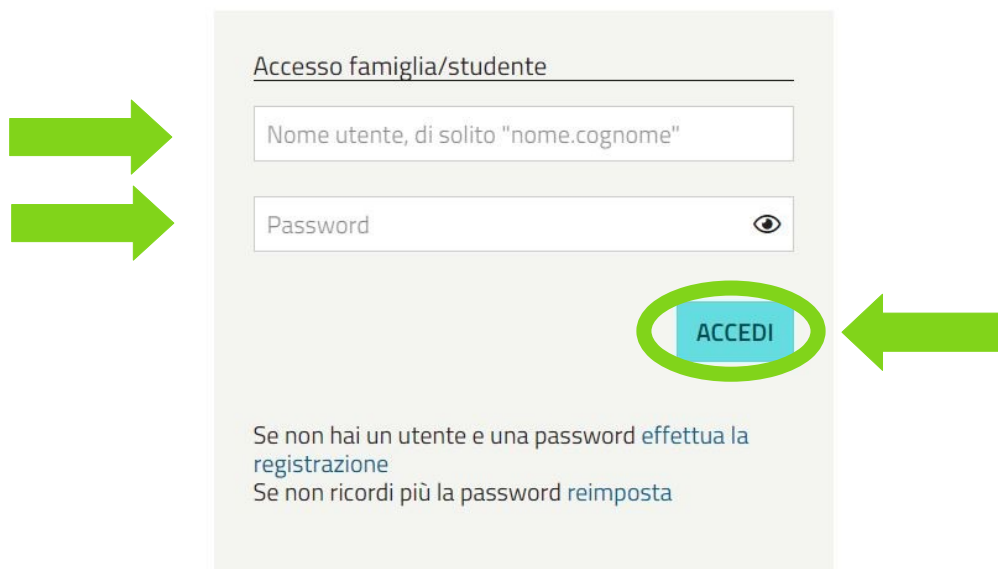 Accesso famiglia/studente
Nome utente, di solito "nome.cognome"
Password
ACCEDI
Se non hai un utente e una password effettua la
registrazione
Se non ricordi più la password reimposta